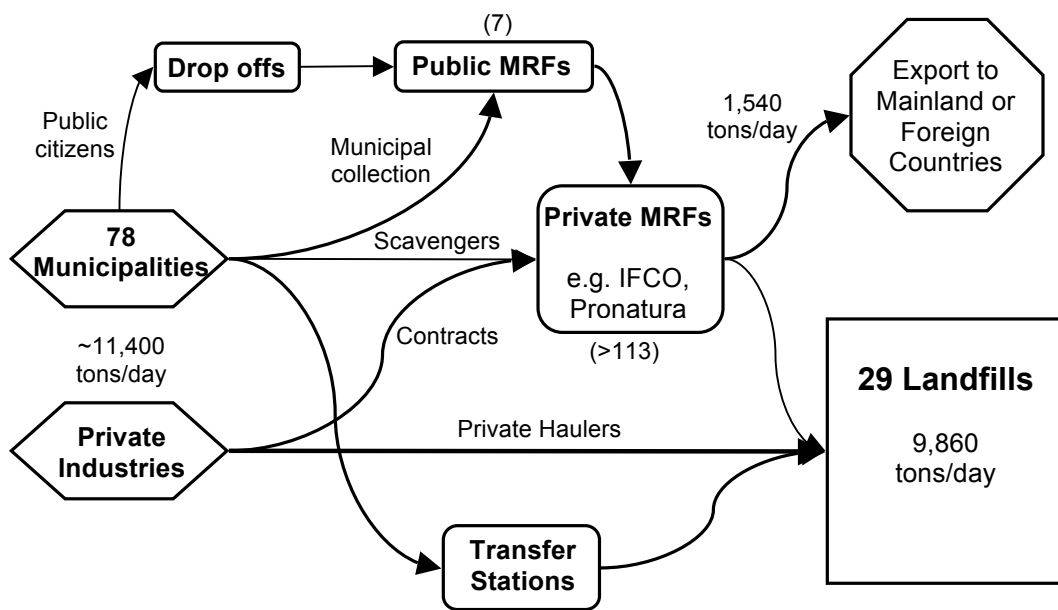 (7)
Drop offs
Public MRFs
Export to
Mainland or
Foreign
Countries
1,540
tons/day
Public
citizens
Municipal
collection
78
Municipalities
Scavengers
Private MRFs
e.g. IFCO,
Pronatura
(>113)
Contracts
~11,400
tons/day
29 Landfills
9,860
tons/day
Private
Industries
Private Haulers
Transfer
Stations